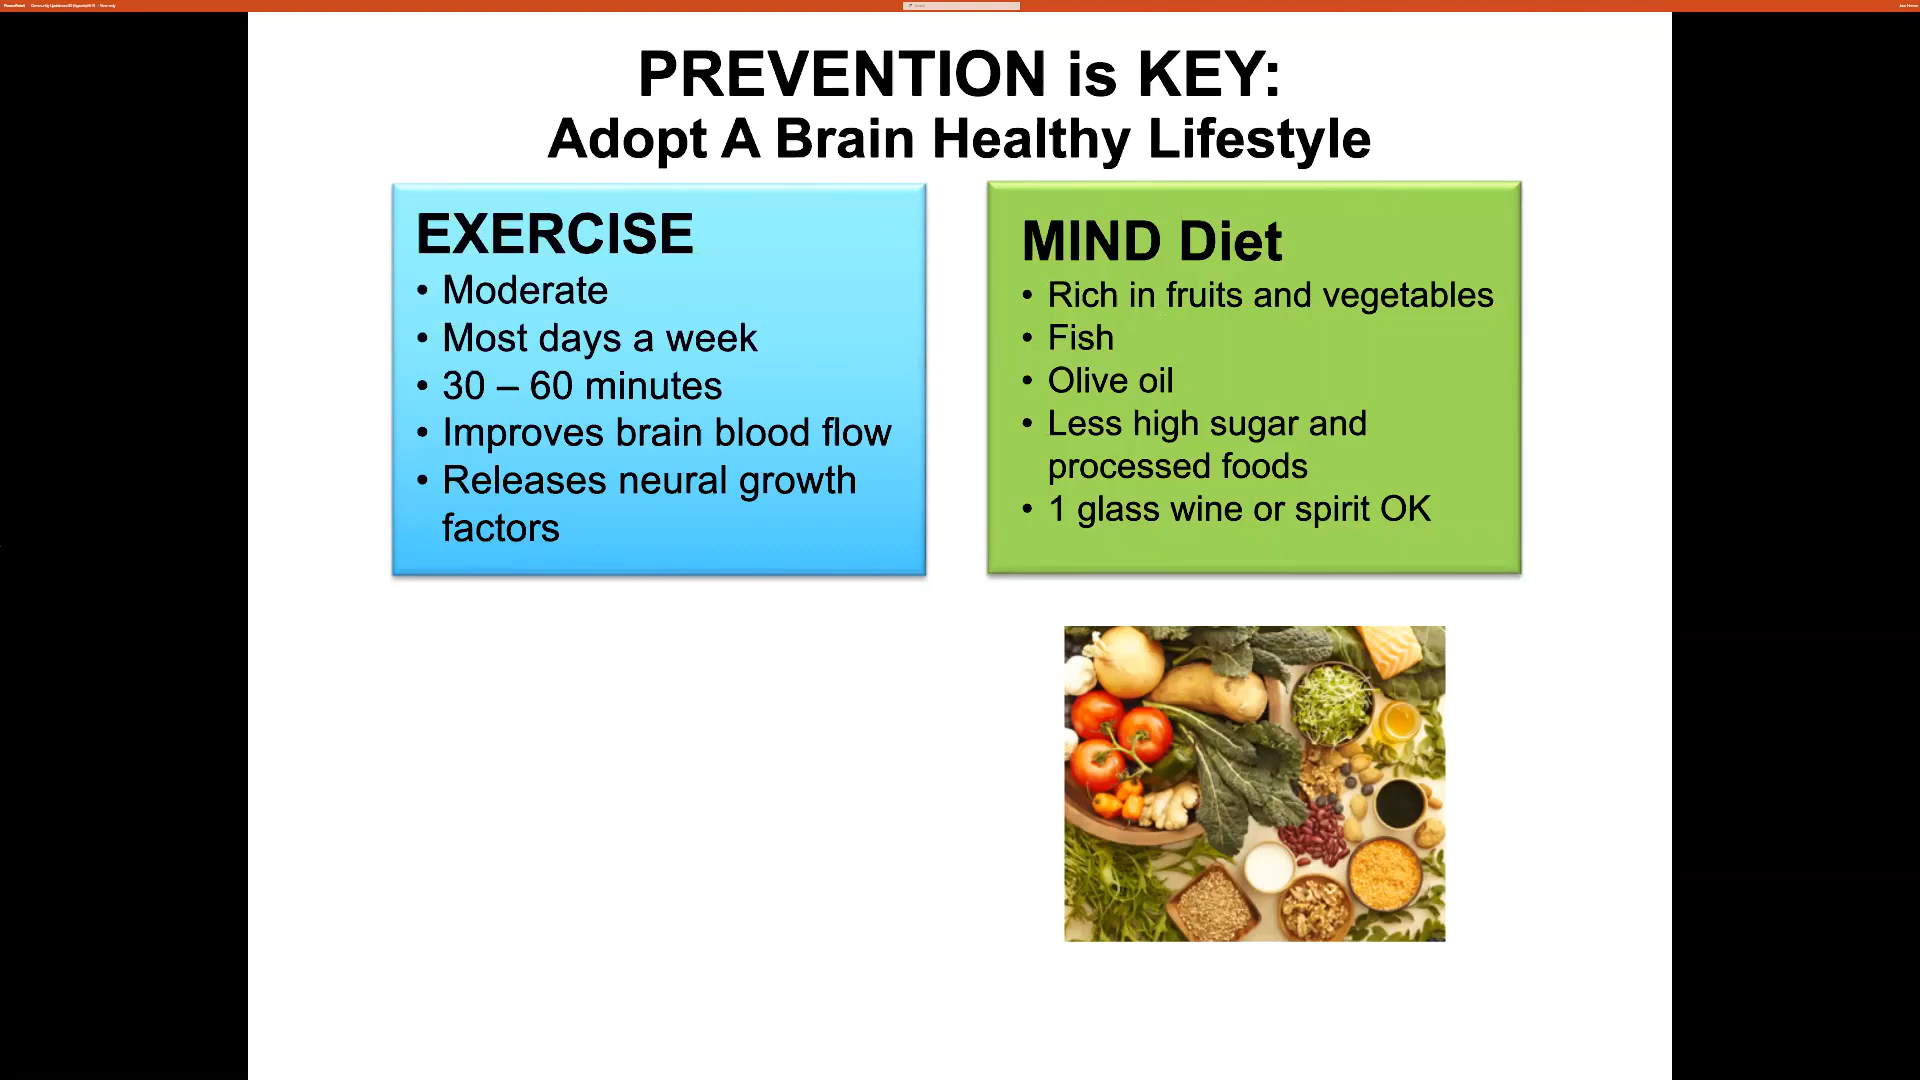 PREVENTION is KEY:
Adopt A Brain Healthy Lifestyle
EXERCISE
• Moderate
• Most days a week
• 30 – 60 minutes
• Improves brain blood flow
• Releases neural growth
factors
MIND Diet
• Rich in fruits and vegetables
• Fish
• Olive oil
• Less high sugar and
processed foods
• 1 glass wine or spirit OK